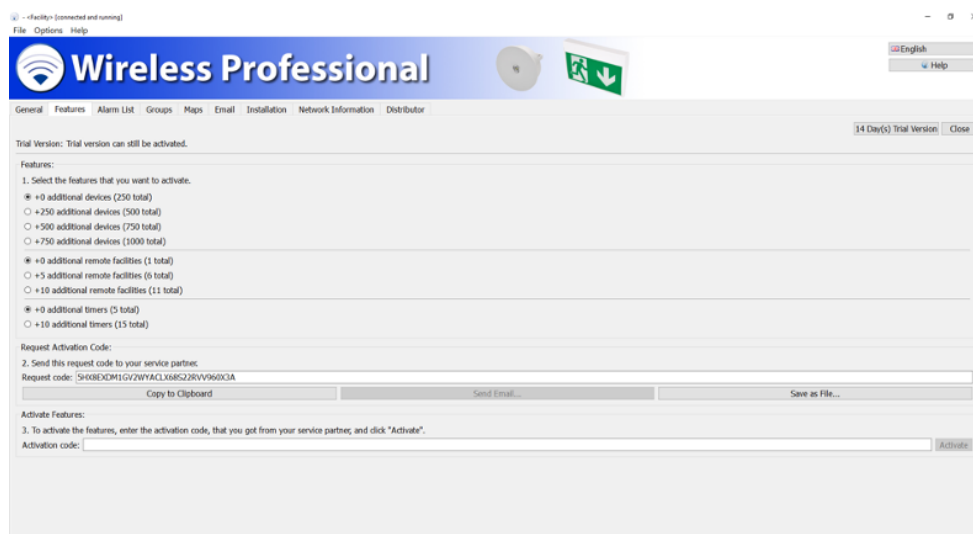 - <Facility> [connected and running]
File Options Help
Wireless Professional
English
Help
General Features Alarm List Groups Maps Email Installation Network Information Distributor
14 Day(s) Trial Version Close
Trial Version: Trial version can still be activated.
Features:
1. Select the features that you want to activate.
+0 additional devices (250 total)
+250 additional devices (500 total)
+500 additional devices (750 total)
+750 additional devices (1000 total)
+0 additional remote facilities (1 total)
+5 additional remote facilities (6 total)
+10 additional remote facilities (11 total)
+0 additional timers (5 total)
+10 additional timers (15 total)
Request Activation Code:
2. Send this request code to your service partner.
Request code: 5HX8EXDM1GV2WYACLX68S22RVV960X3A
Copy to Clipboard Send Email... Save as File...
Activate Features:
3. To activate the features, enter the activation code, that you got from your service partner, and click "Activate".
Activation code: Activate